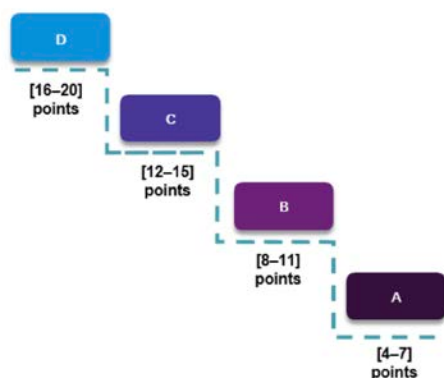 D
[16–20]
points
C
[12–15]
points
B
[8–11]
points
A
[4–7]
points